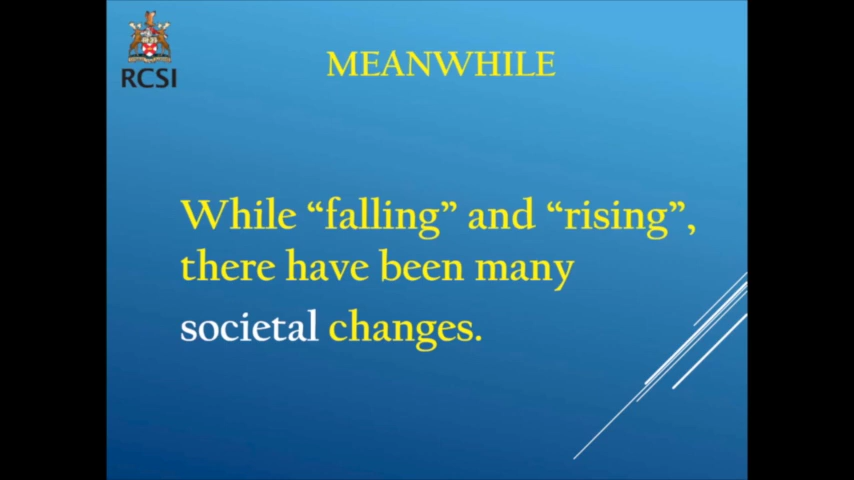 RCSI
MEANWHILE
While “falling” and “rising”,
there have been many
societal changes.